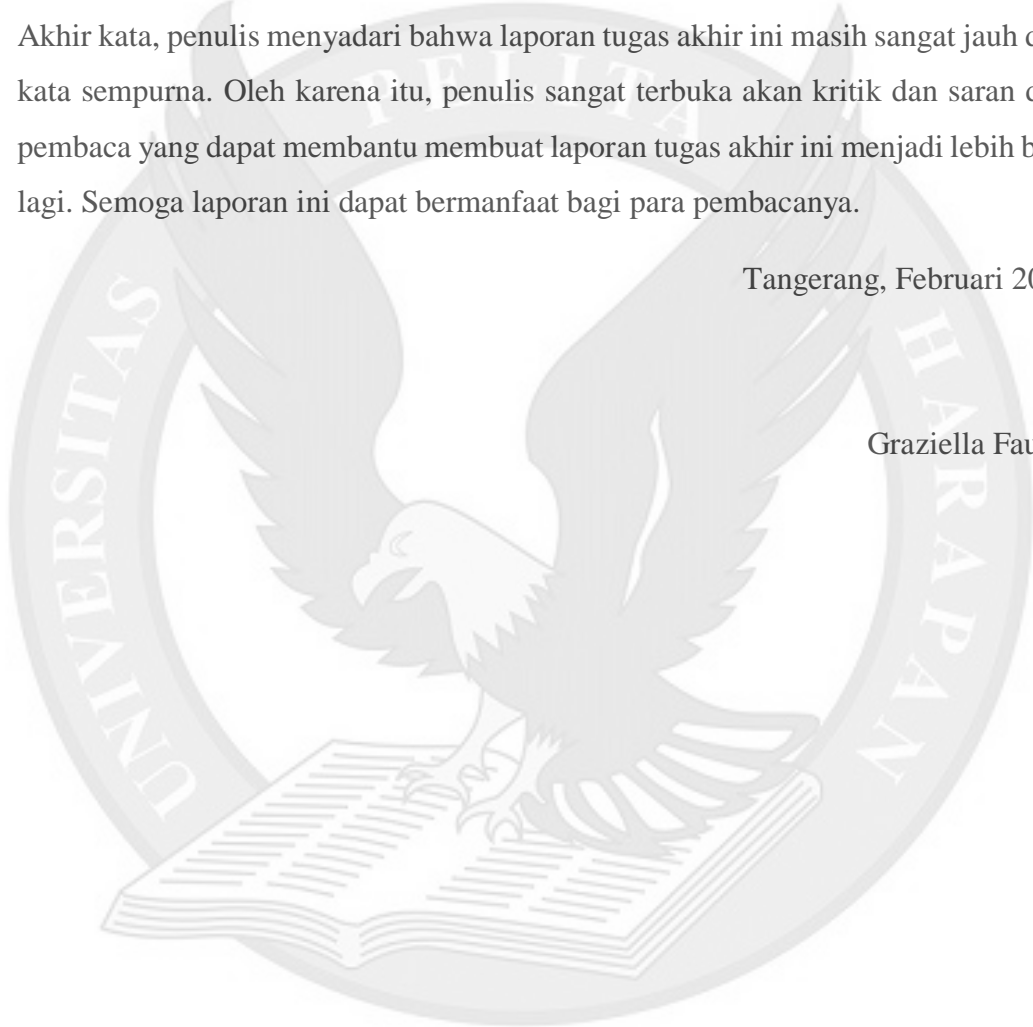 Akhir kata, penulis menyadari bahwa laporan tugas akhir ini masih sangat jauh
kata sempurna. Oleh karena itu, penulis sangat terbuka akan kritik dan saran
pembaca yang dapat membantu membuat laporan tugas akhir ini menjadi lebih
lagi. Semoga laporan ini dapat bermanfaat bagi para pembacanya.
Tangerang, Februari
Graziella
UNIVERSITAS PELITA HARAPAN